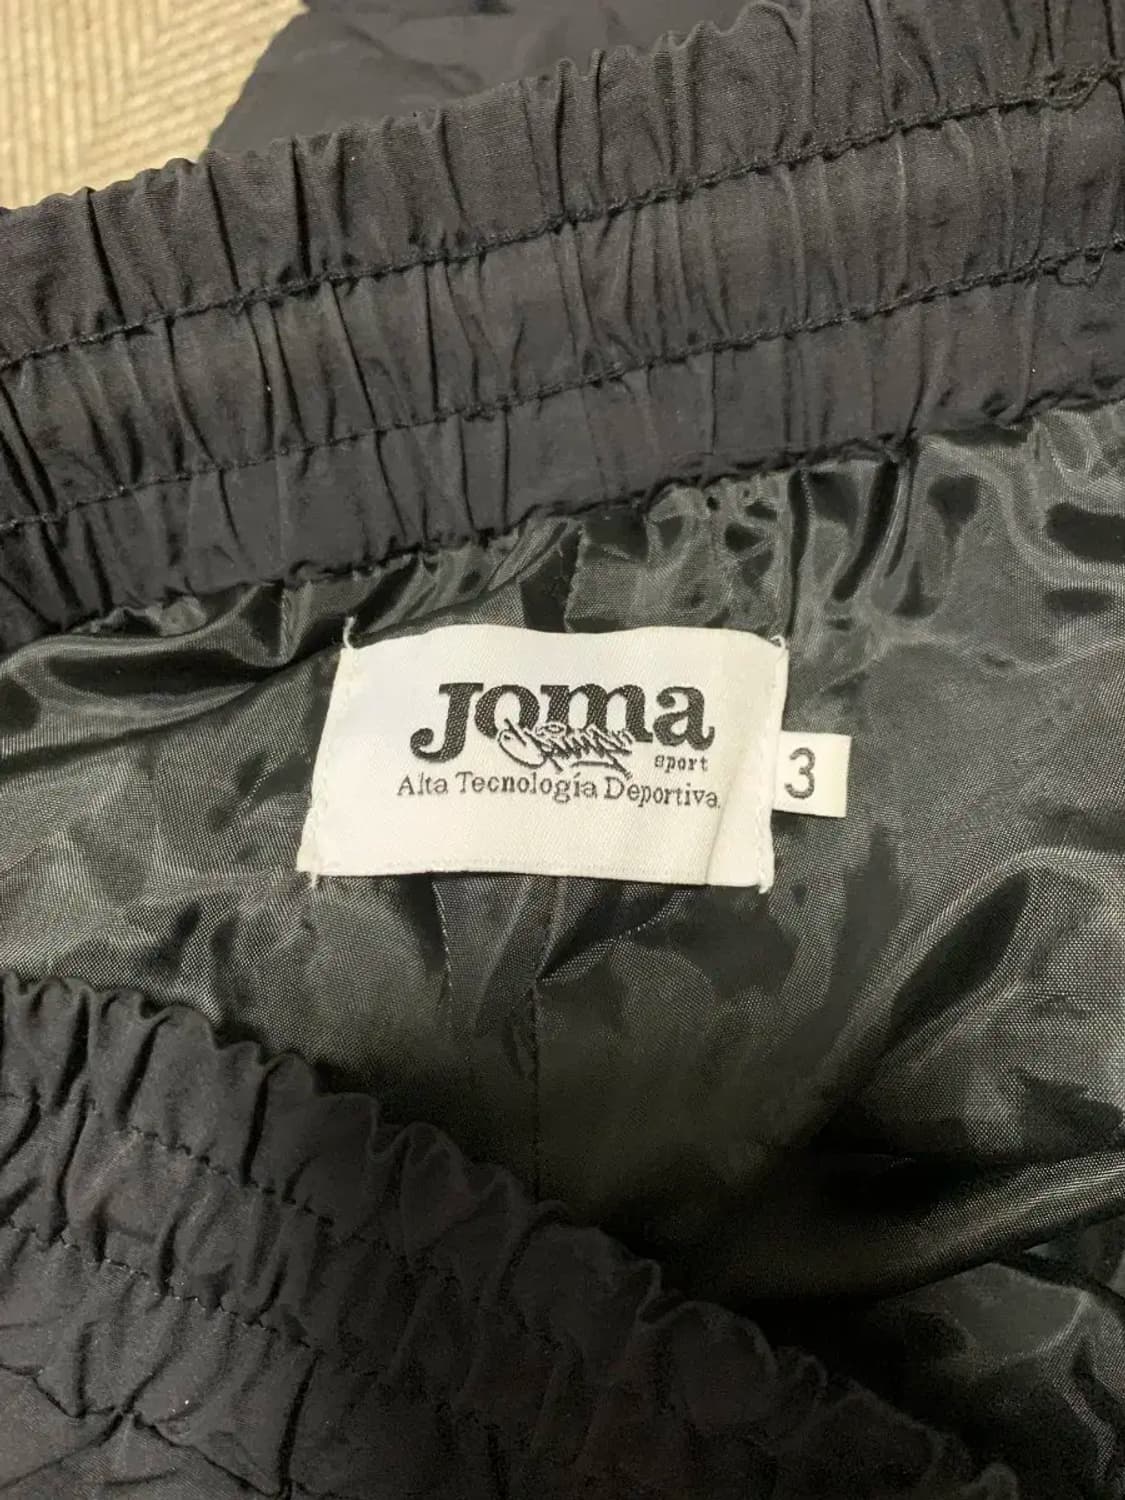 Joma
sport
Alta Tecnología Deportiva
3